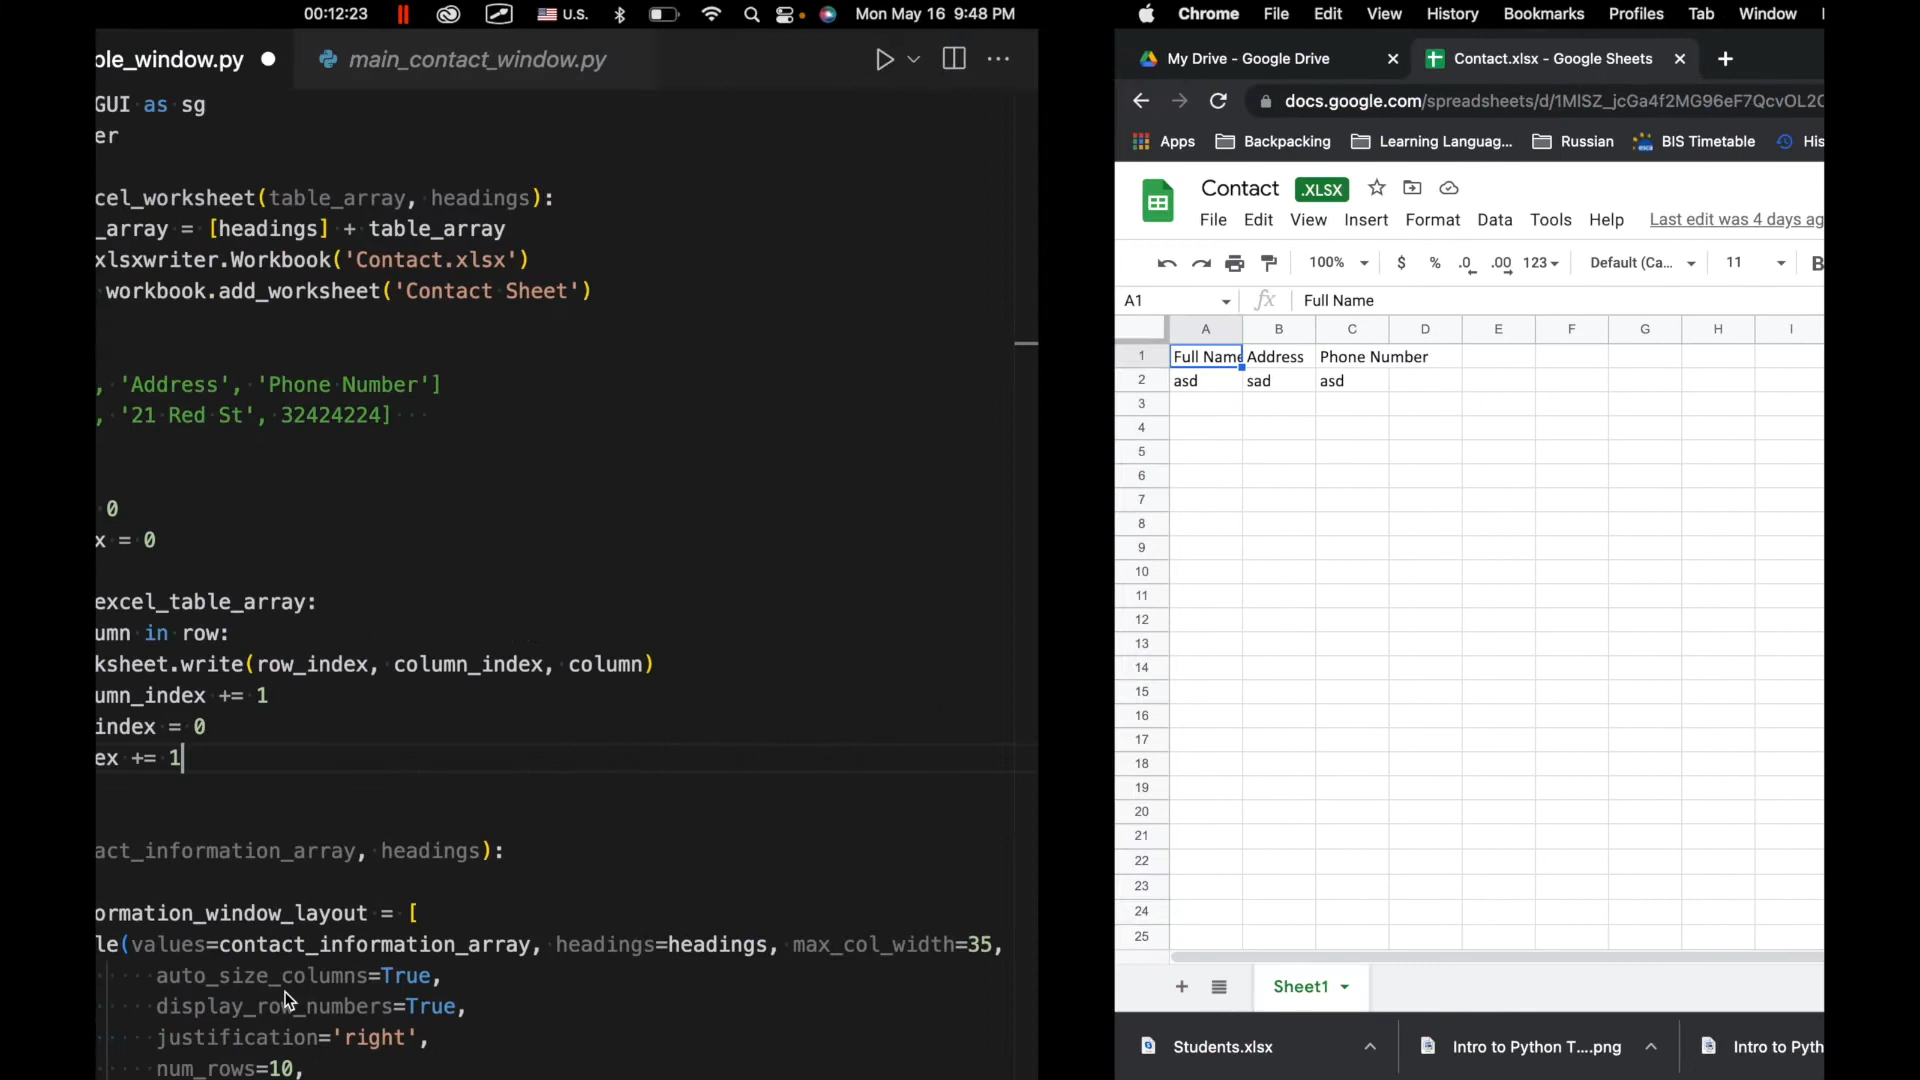 00:12:23 U.S. Mon May 16 9:48 PM
ble_window.py main_contact_window.py
GUI as sg
er
cel_worksheet(table_array, headings):
_array = [headings] + table_array
xlsxwriter.Workbook('Contact.xlsx')
workbook.add_worksheet('Contact Sheet')
, 'Address', 'Phone Number']
, '21 Red St', 32424224]
0
x = 0
excel_table_array:
umn in row:
ksheet.write(row_index, column_index, column)
umn_index += 1
index = 0
ex += 1
act_information_array, headings):
ormation_window_layout = [
le(values=contact_information_array, headings=headings, max_col_width=35,
auto_size_columns=True,
display_row_numbers=True,
justification='right',
num_rows=10,
Chrome File Edit View History Bookmarks Profiles Tab Window
My Drive - Google Drive Contact.xlsx - Google Sheets
docs.google.com/spreadsheets/d/1MlSZ_jcGa4f2MG96eF7QcvOL2
Apps Backpacking Learning Languag... Russian BIS Timetable His
Contact .XLSX
File Edit View Insert Format Data Tools Help Last edit was 4 days ag
100% $ % .0 .00 123 Default (Ca... 11 B
A1 fx Full Name
A B C D E F G H I
1 Full Name Address Phone Number
2 asd sad asd
3
4
5
6
7
8
9
10
11
12
13
14
15
16
17
18
19
20
21
22
23
24
25
+ Sheet1
Students.xlsx Intro to Python T....png Intro to Pyth